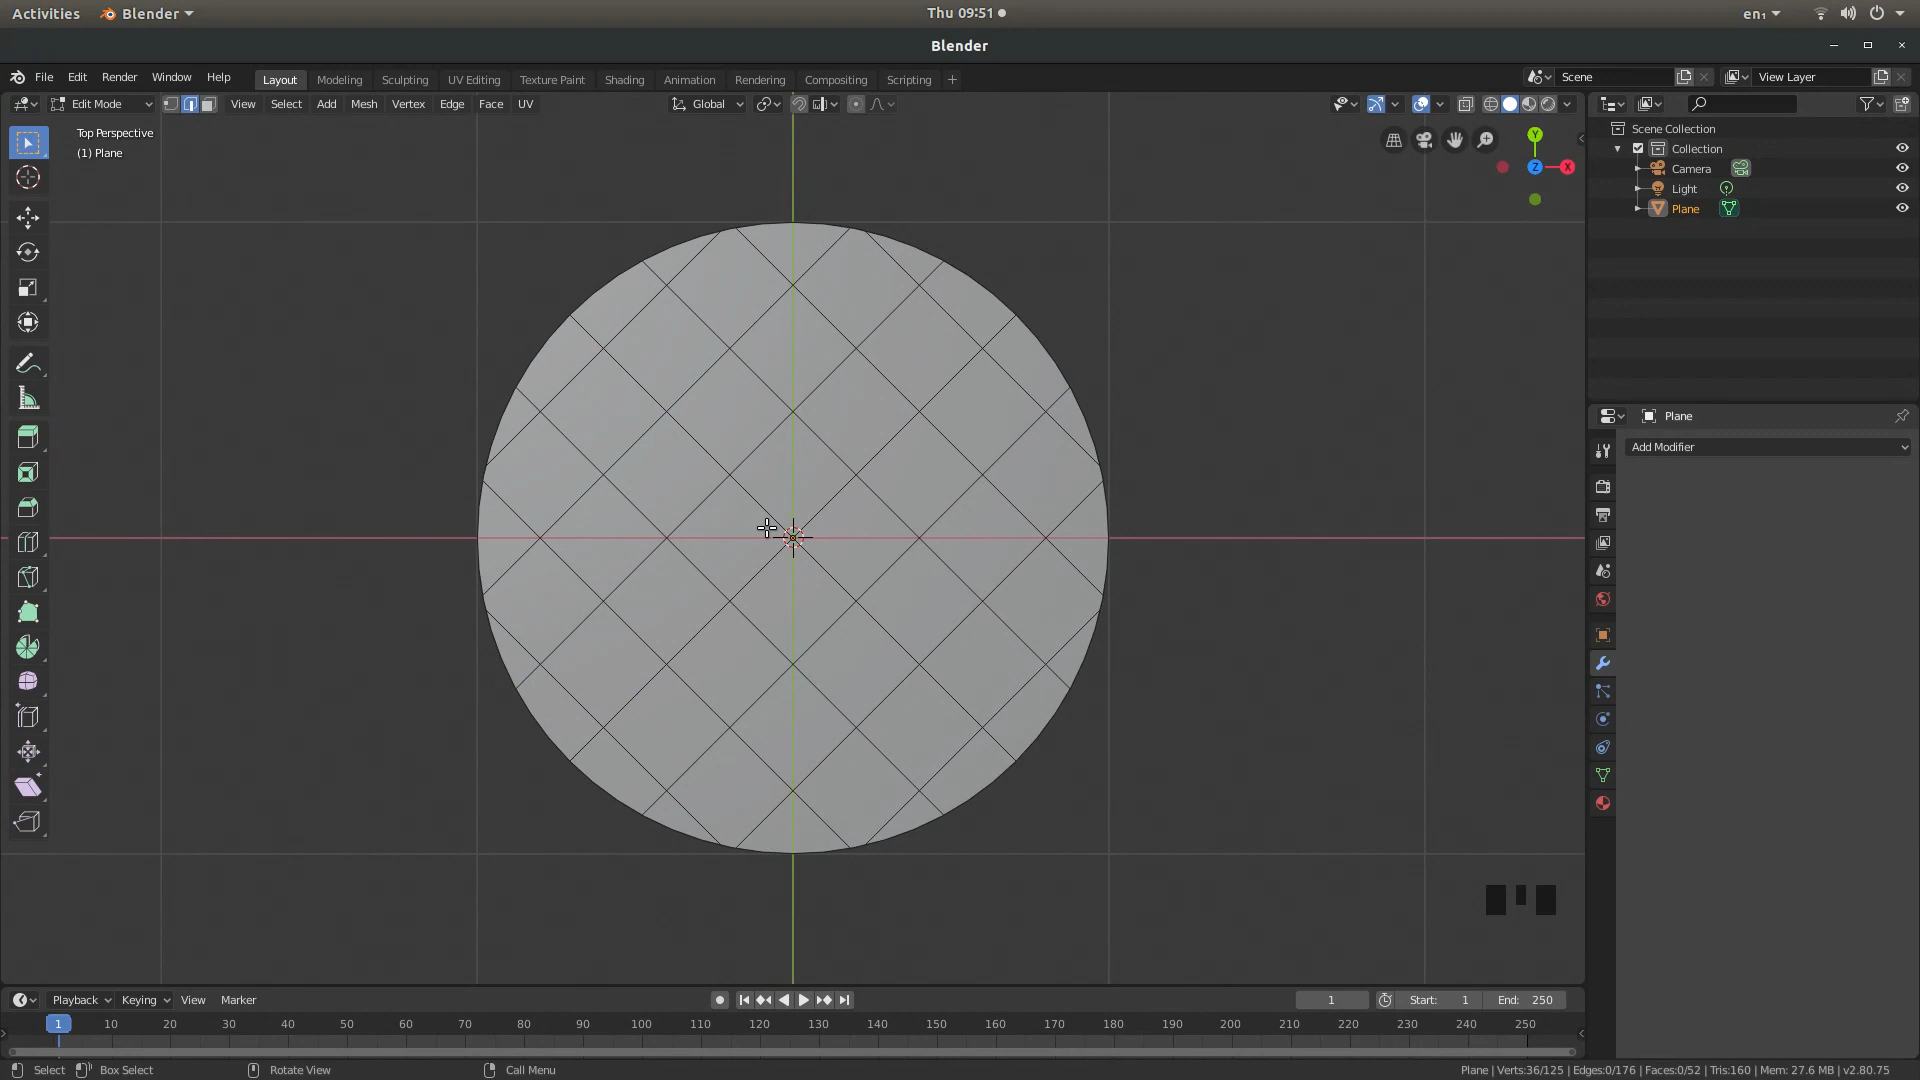 Activities Blender Thu 09:51 en₁
Blender
File Edit Render Window Help Layout Modeling Sculpting UV Editing Texture Paint Shading Animation Rendering Compositing Scripting + Scene View Layer
Edit Mode View Select Add Mesh Vertex Edge Face UV Global
Top Perspective
(1) Plane
Y
Z X
Scene Collection
Collection
Camera
Light
Plane
Plane
Add Modifier
Playback Keying View Marker 1 Start: 1 End: 250
1 10 20 30 40 50 60 70 80 90 100 110 120 130 140 150 160 170 180 190 200 210 220 230 240 250
Select Box Select Rotate View Call Menu Plane | Verts:36/125 | Edges:0/176 | Faces:0/52 | Tris:160 | Mem: 27.6 MB | v2.80.75